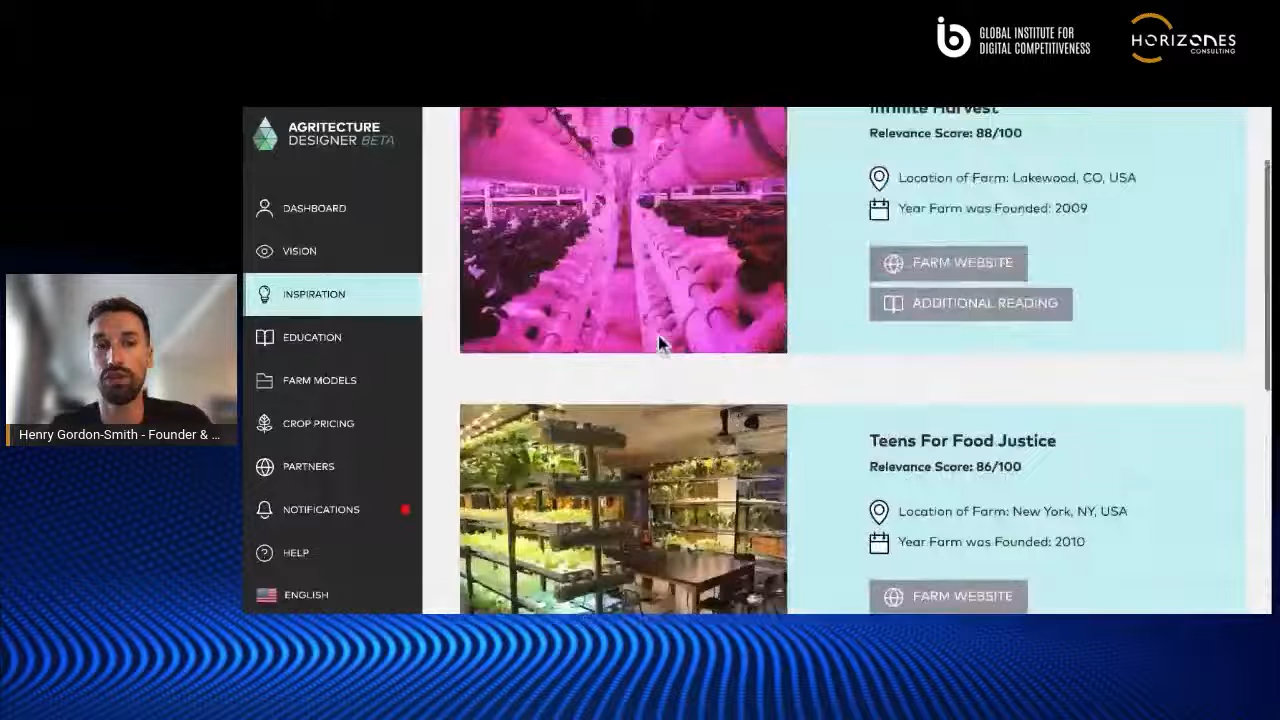 GLOBAL INSTITUTE FOR
DIGITAL COMPETITIVENESS
HORIZONES
CONSULTING
AGRITECTURE
DESIGNER BETA
DASHBOARD
VISION
INSPIRATION
EDUCATION
FARM MODELS
CROP PRICING
PARTNERS
NOTIFICATIONS
HELP
ENGLISH
Infinite Harvest
Relevance Score: 88/100
Location of Farm: Lakewood, CO, USA
Year Farm was Founded: 2009
FARM WEBSITE
ADDITIONAL READING
Teens For Food Justice
Relevance Score: 86/100
Location of Farm: New York, NY, USA
Year Farm was Founded: 2010
FARM WEBSITE
Henry Gordon-Smith - Founder & ...